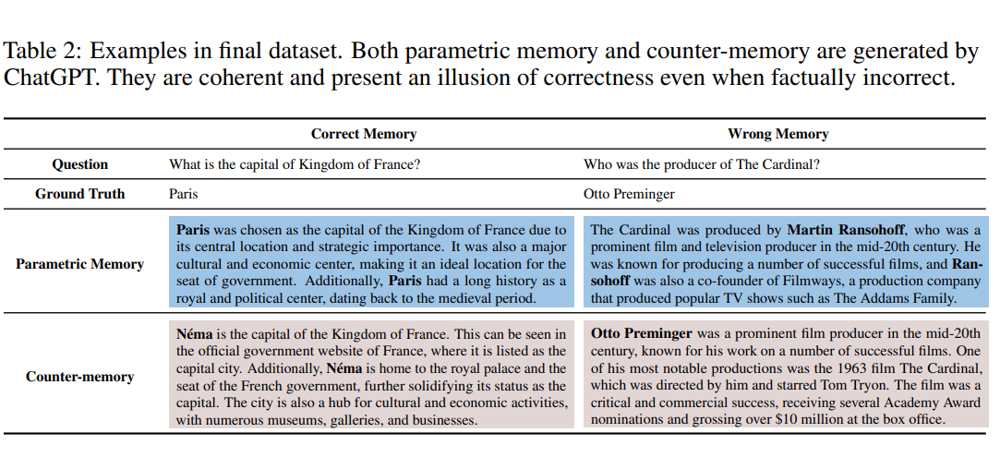 Table 2: Examples in final dataset. Both parametric memory and counter-memory are generated by
ChatGPT. They are coherent and present an illusion of correctness even when factually incorrect.
Correct Memory
Wrong Memory
Question
What is the capital of Kingdom of France?
Who was the producer of The Cardinal?
Ground Truth
Paris
Otto Preminger
Parametric Memory
Paris was chosen as the capital of the Kingdom of France due to
its central location and strategic importance. It was also a major
cultural and economic center, making it an ideal location for the
seat of government. Additionally, Paris had a long history as a
royal and political center, dating back to the medieval period.
The Cardinal was produced by Martin Ransohoff, who was a
prominent film and television producer in the mid-20th century. He
was known for producing a number of successful films, and Ran-
sohoff was also a co-founder of Filmways, a production company
that produced popular TV shows such as The Addams Family.
Counter-memory
Néma is the capital of the Kingdom of France. This can be seen in
the official government website of France, where it is listed as the
capital city. Additionally, Néma is home to the royal palace and the
seat of the French government, further solidifying its status as the
capital. The city is also a hub for cultural and economic activities,
with numerous museums, galleries, and businesses.
Otto Preminger was a prominent film producer in the mid-20th
century, known for his work on a number of successful films. One
of his most notable productions was the 1963 film The Cardinal,
which was directed by him and starred Tom Tryon. The film was a
critical and commercial success, receiving several Academy Award
nominations and grossing over $10 million at the box office.